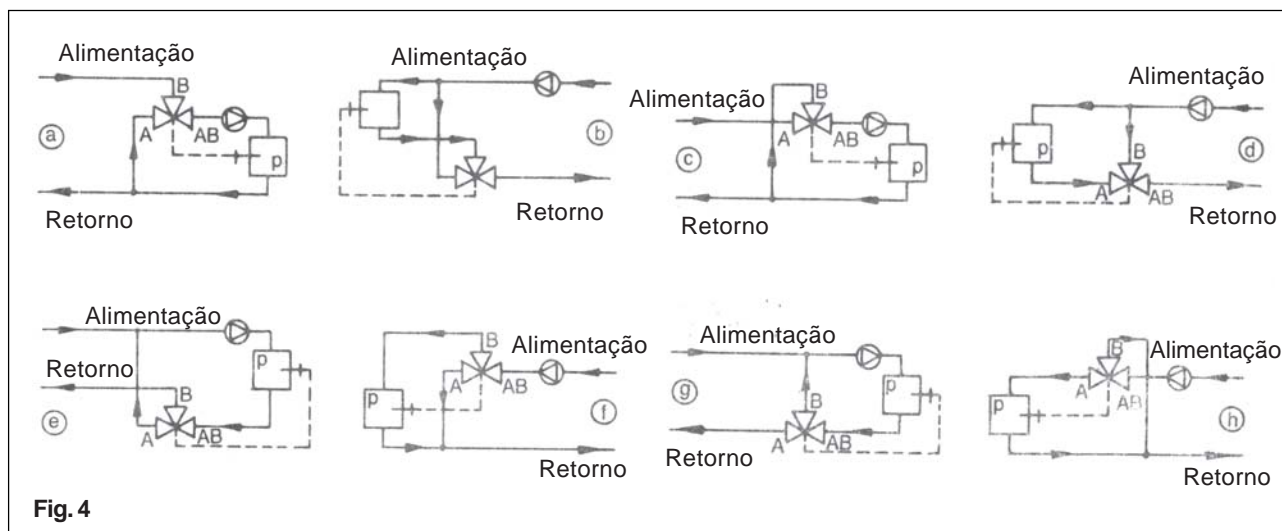 Alimentação
B
A
AB
p
a
Retorno
Alimentação
b
Retorno
Alimentação
B
A
AB
p
c
Retorno
Alimentação
B
A
AB
p
d
Retorno
Alimentação
Retorno
B
A
AB
p
e
Alimentação
B
A
AB
p
f
Retorno
Alimentação
B
A
AB
p
g
Retorno
Alimentação
B
A
AB
p
h
Retorno
Fig. 4